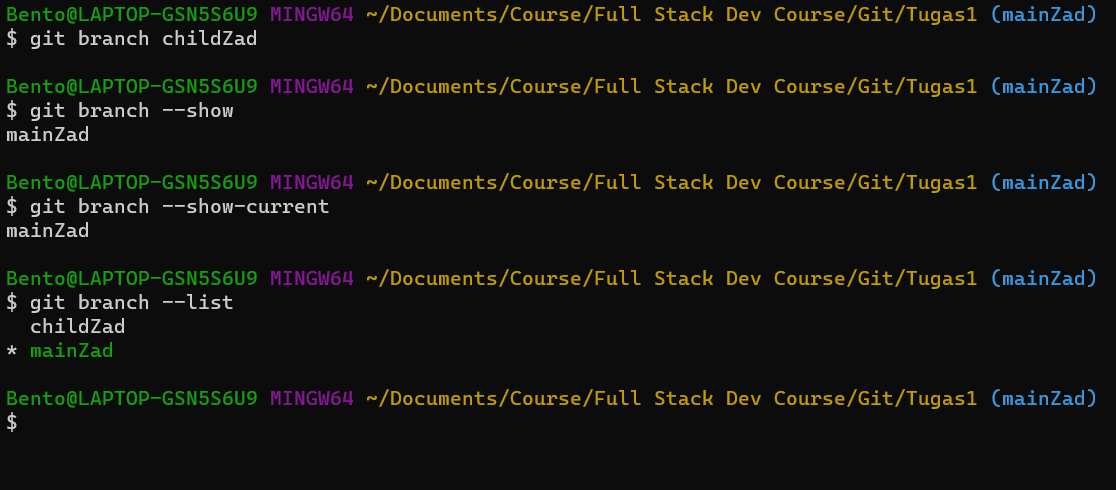 Bento@LAPTOP-GSN5S6U9 MINGW64 ~/Documents/Course/Full Stack Dev Course/Git/Tugas1 (mainZad)
$ git branch childZad
Bento@LAPTOP-GSN5S6U9 MINGW64 ~/Documents/Course/Full Stack Dev Course/Git/Tugas1 (mainZad)
$ git branch --show
mainZad
Bento@LAPTOP-GSN5S6U9 MINGW64 ~/Documents/Course/Full Stack Dev Course/Git/Tugas1 (mainZad)
$ git branch --show-current
mainZad
Bento@LAPTOP-GSN5S6U9 MINGW64 ~/Documents/Course/Full Stack Dev Course/Git/Tugas1 (mainZad)
$ git branch --list
  childZad
* mainZad
Bento@LAPTOP-GSN5S6U9 MINGW64 ~/Documents/Course/Full Stack Dev Course/Git/Tugas1 (mainZad)
$